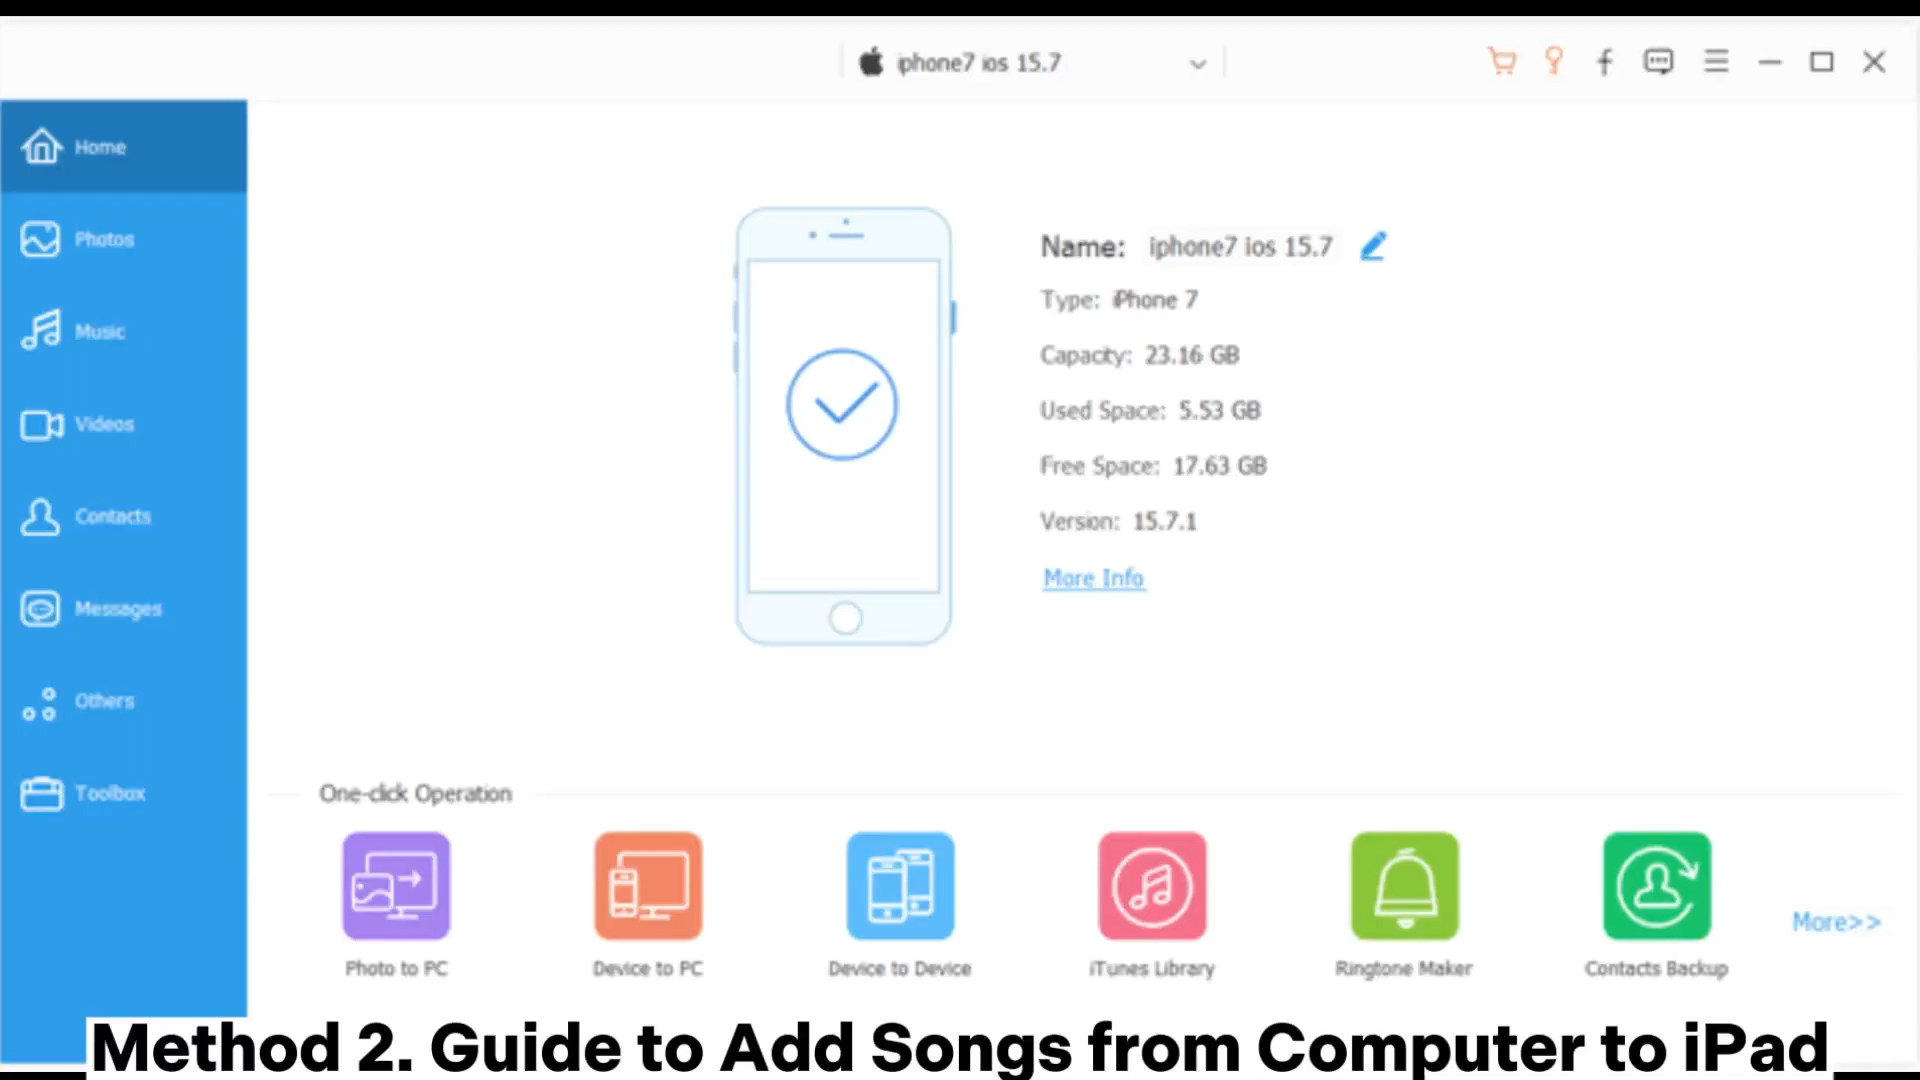 iphone7 ios 15.7
Home
Photos
Music
Videos
Contacts
Messages
Others
Toolbox
Name: iphone7 ios 15.7
Type: iPhone 7
Capacity: 23.16 GB
Used Space: 5.53 GB
Free Space: 17.63 GB
Version: 15.7.1
More Info
One-click Operation
Photo to PC
Device to PC
Device to Device
iTunes Library
Ringtone Maker
Contacts Backup
More>>
Method 2. Guide to Add Songs from Computer to iPad